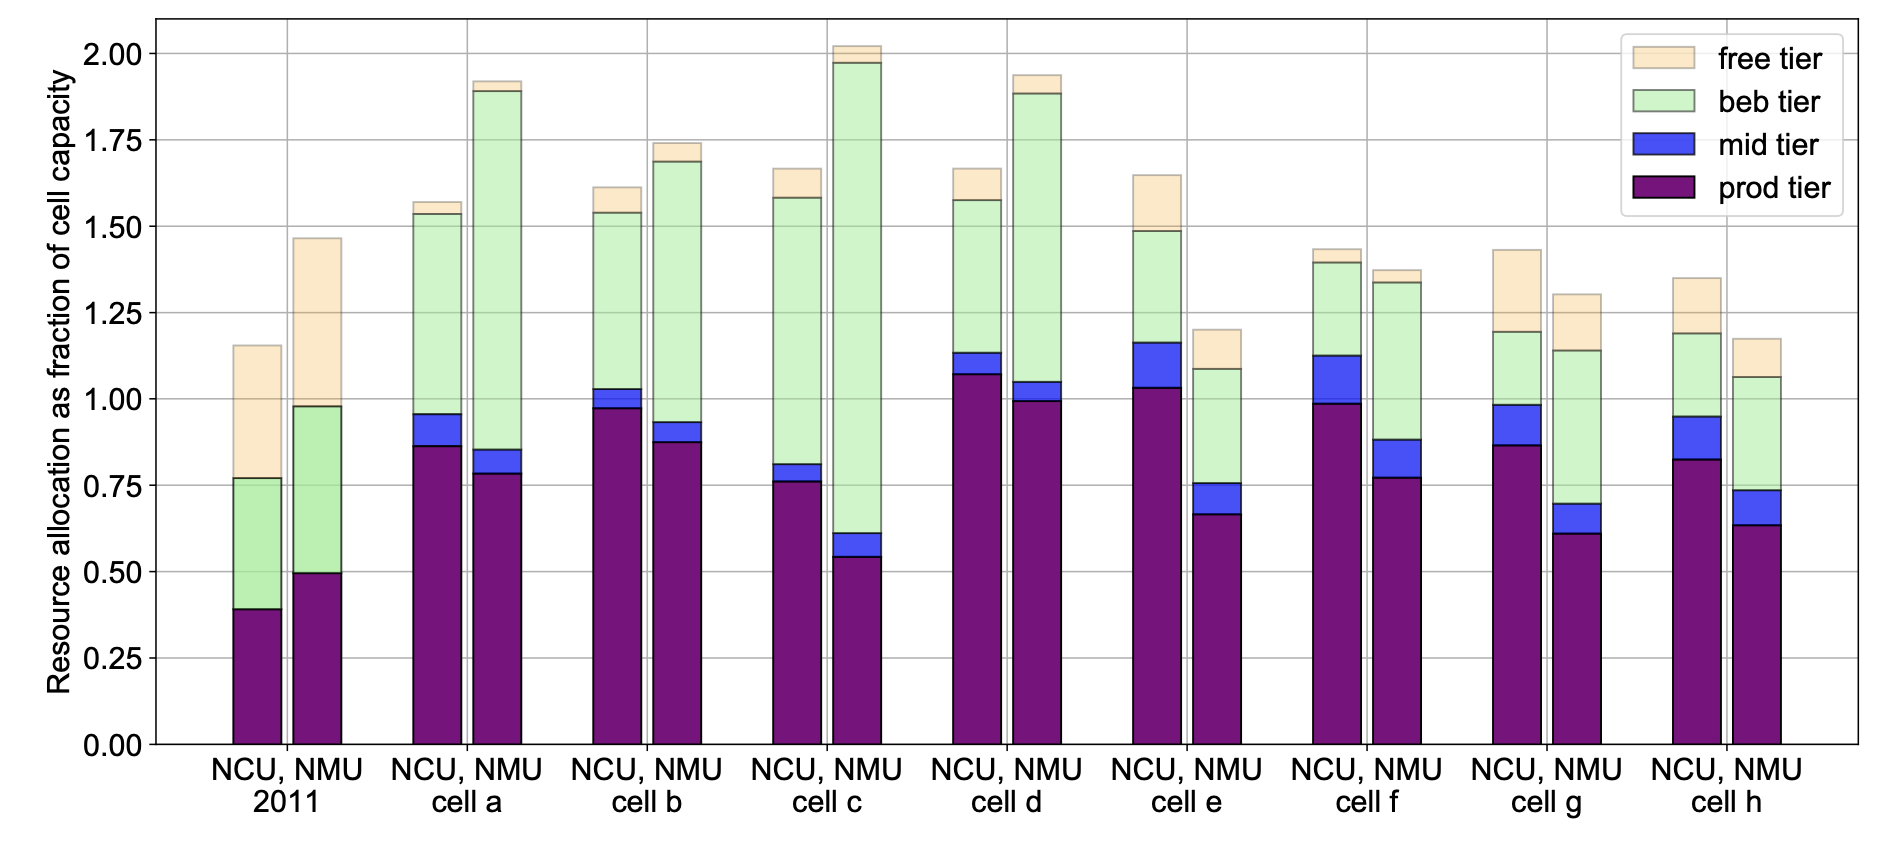 Resource allocation as fraction of cell capacity
2.00
1.75
1.50
1.25
1.00
0.75
0.50
0.25
0.00
free tier
beb tier
mid tier
prod tier
NCU, NMU
2011
NCU, NMU
cell a
NCU, NMU
cell b
NCU, NMU
cell c
NCU, NMU
cell d
NCU, NMU
cell e
NCU, NMU
cell f
NCU, NMU
cell g
NCU, NMU
cell h